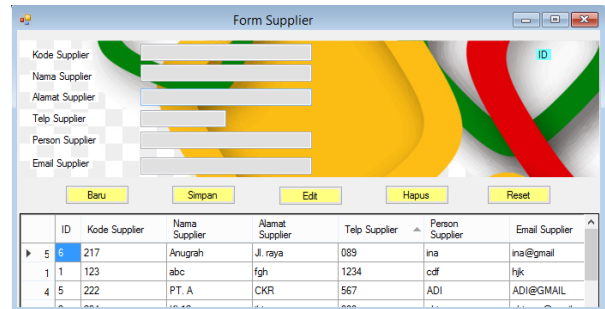 Form Supplier
Kode Supplier
ID
Nama Supplier
Alamat Supplier
Telp Supplier
Person Supplier
Email Supplier
Baru Simpan Edit Hapus Reset
ID Kode Supplier Nama Supplier Alamat Supplier Telp Supplier Person Supplier Email Supplier
5 6 217 Anugrah Jl. raya 089 ina ina@gmail
1 1 123 abc fgh 1234 cdf hjk
4 5 222 PT. A CKR 567 ADI ADI@GMAIL